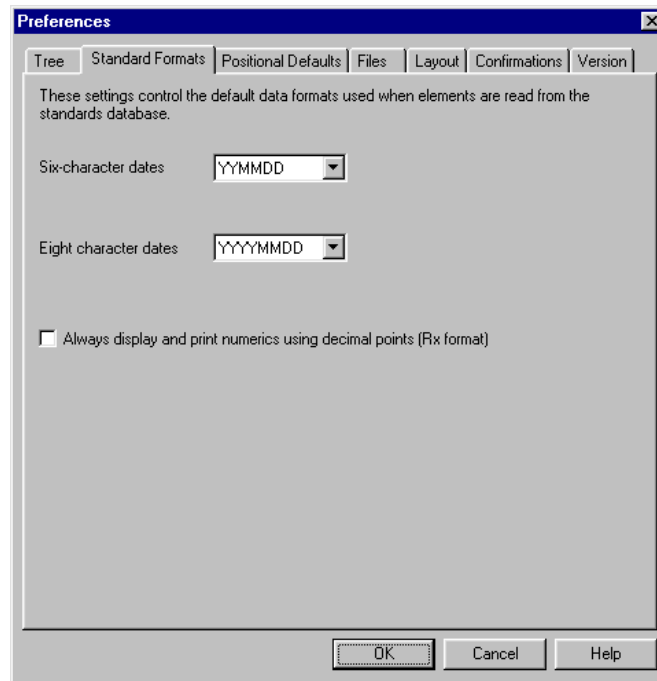 Preferences
Tree Standard Formats Positional Defaults Files Layout Confirmations Version
These settings control the default data formats used when elements are read from the
standards database.
Six-character dates YYMMDD
Eight character dates YYYYMMDD
Always display and print numerics using decimal points (Rx format)
OK Cancel Help